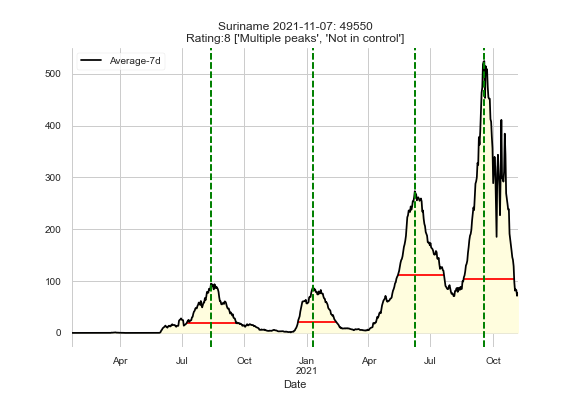 Suriname 2021-11-07: 49550
Rating:8 ['Multiple peaks', 'Not in control']
Average-7d
500
400
300
200
100
0
Apr Jul Oct Jan Apr Jul Oct
2021
Date